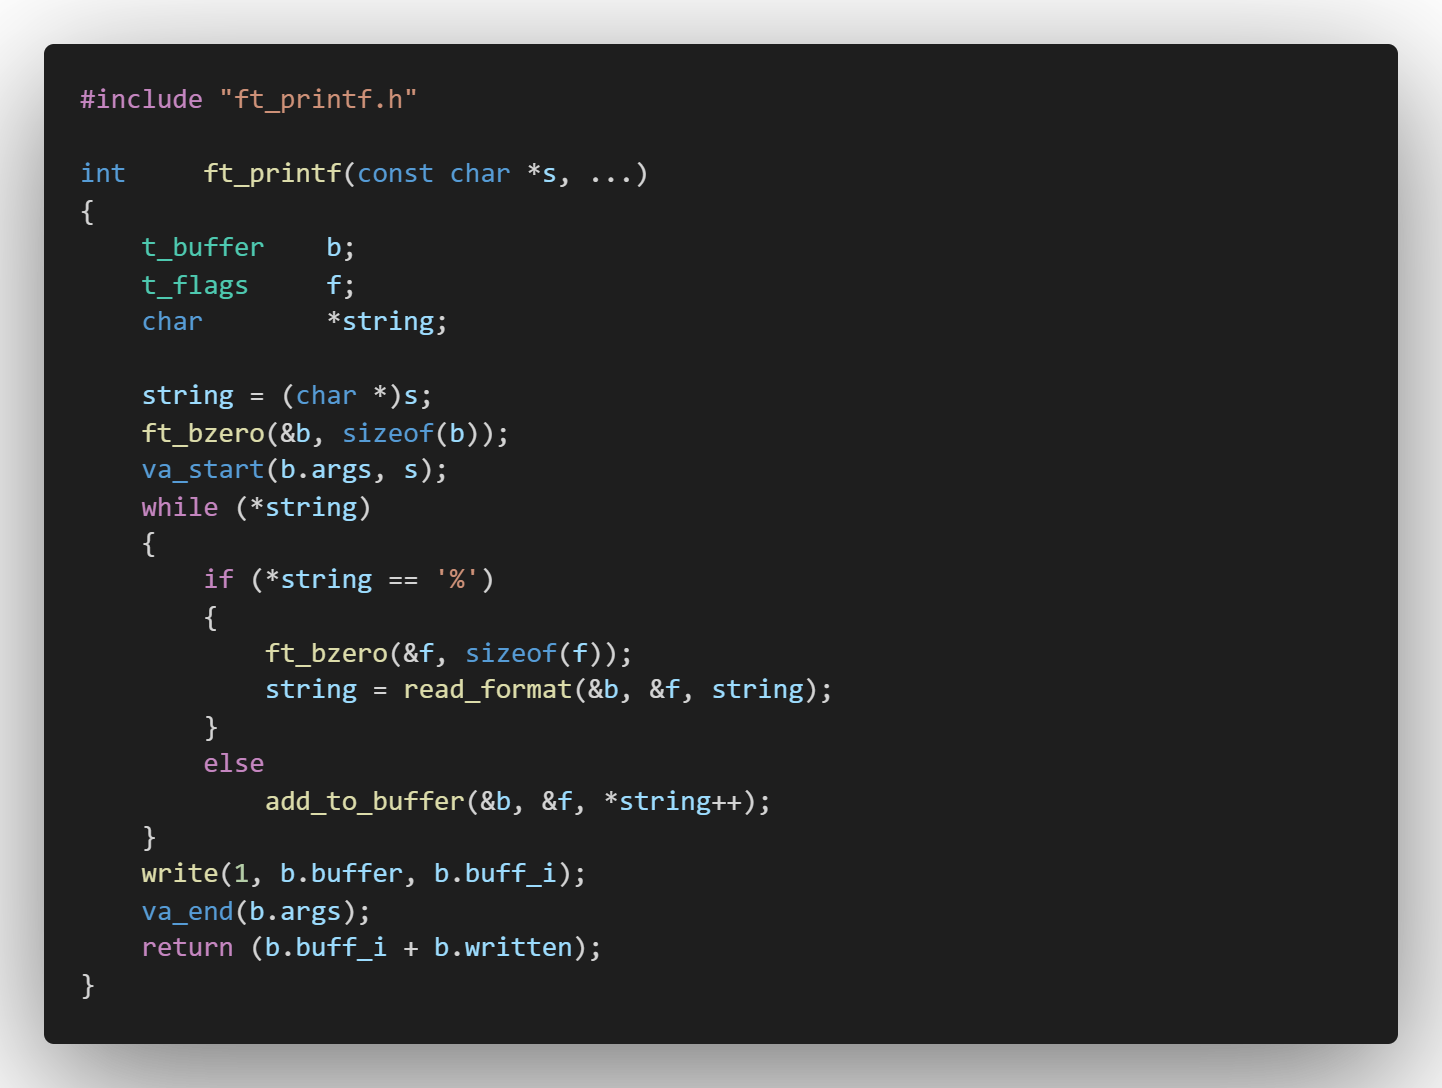 #include "ft_printf.h"

int     ft_printf(const char *s, ...)
{
    t_buffer    b;
    t_flags     f;
    char        *string;

    string = (char *)s;
    ft_bzero(&b, sizeof(b));
    va_start(b.args, s);
    while (*string)
    {
        if (*string == '%')
        {
            ft_bzero(&f, sizeof(f));
            string = read_format(&b, &f, string);
        }
        else
            add_to_buffer(&b, &f, *string++);
    }
    write(1, b.buffer, b.buff_i);
    va_end(b.args);
    return (b.buff_i + b.written);
}